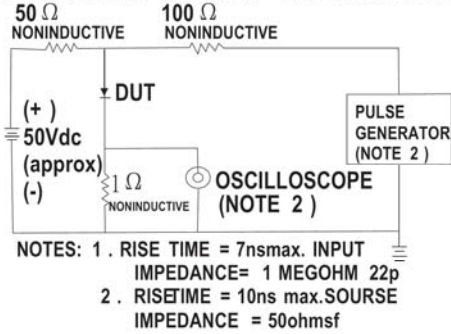 50 Ω
NONINDUCTIVE
100 Ω
NONINDUCTIVE
DUT
(+ )
50Vdc
(approx)
(-)
PULSE
GENERATOR
(NOTE 2 )
1 Ω
NONINDUCTIVE
OSCILLOSCOPE
(NOTE 2 )
NOTES: 1 . RISE TIME = 7nsmax. INPUT
IMPEDANCE= 1 MEGOHM 22p
2 . RISETIME = 10ns max.SOURSE
IMPEDANCE = 50ohmsf